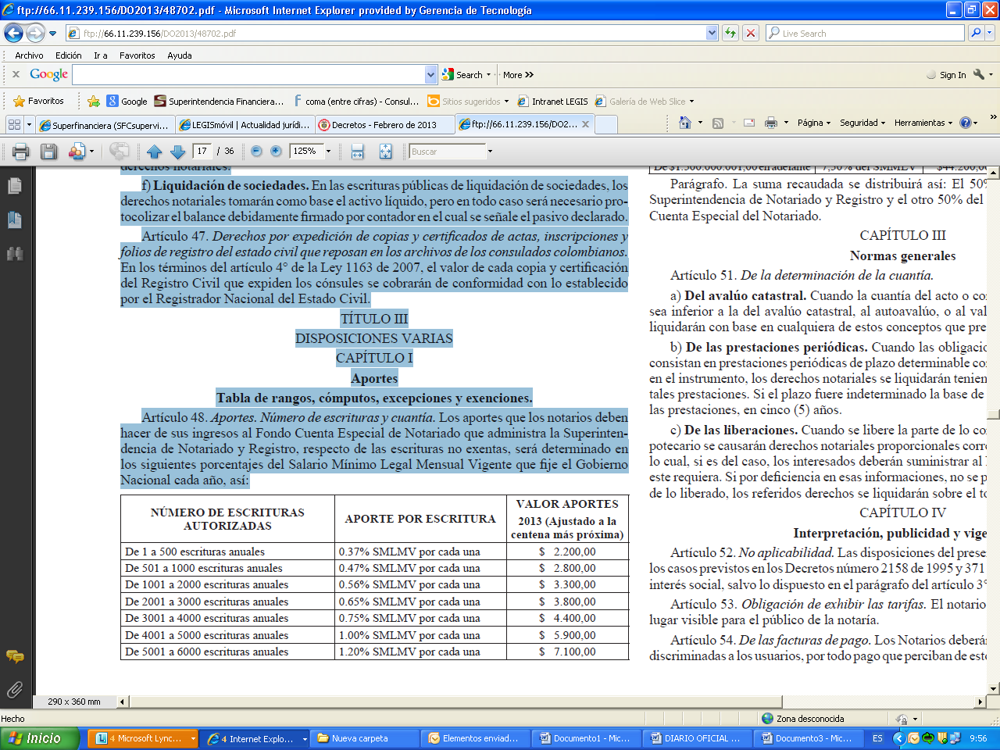 ftp://66.11.239.156/DO2013/48702.pdf - Microsoft Internet Explorer provided by Gerencia de Tecnología
ftp://66.11.239.156/DO2013/48702.pdf
Live Search
Archivo Edición Ir a Favoritos Ayuda
x Google Search More >> Sign In
Favoritos Google Superintendencia Financiera... coma (entre cifras) - Consul... Sitios sugeridos Intranet LEGIS Galería de Web Slice
Superfinanciera (SFCsupervi... LEGISmóvil | Actualidad jurídi... Decretos - Febrero de 2013 ftp://66.11.239.156/DO2... x Página Seguridad Herramientas
17 / 36 125% Buscar
derechos notariales.
f) Liquidación de sociedades. En las escrituras públicas de liquidación de sociedades, los
derechos notariales tomarán como base el activo líquido, pero en todo caso será necesario pro-
tocolizar el balance debidamente firmado por contador en el cual se señale el pasivo declarado.
Artículo 47. Derechos por expedición de copias y certificados de actas, inscripciones y
folios de registro del estado civil que reposan en los archivos de los consulados colombianos.
En los términos del artículo 4° de la Ley 1163 de 2007, el valor de cada copia y certificación
del Registro Civil que expiden los cónsules se cobrarán de conformidad con lo establecido
por el Registrador Nacional del Estado Civil.
TÍTULO III
DISPOSICIONES VARIAS
CAPÍTULO I
Aportes
Tabla de rangos, cómputos, excepciones y exenciones.
Artículo 48. Aportes. Número de escrituras y cuantía. Los aportes que los notarios deben
hacer de sus ingresos al Fondo Cuenta Especial de Notariado que administra la Superinten-
dencia de Notariado y Registro, respecto de las escrituras no exentas, será determinado en
los siguientes porcentajes del Salario Mínimo Legal Mensual Vigente que fije el Gobierno
Nacional cada año, así:
NÚMERO DE ESCRITURAS AUTORIZADAS APORTE POR ESCRITURA VALOR APORTES 2013 (Ajustado a la centena más próxima)
De 1 a 500 escrituras anuales 0.37% SMLMV por cada una $ 2.200,00
De 501 a 1000 escrituras anuales 0.47% SMLMV por cada una $ 2.800,00
De 1001 a 2000 escrituras anuales 0.56% SMLMV por cada una $ 3.300,00
De 2001 a 3000 escrituras anuales 0.65% SMLMV por cada una $ 3.800,00
De 3001 a 4000 escrituras anuales 0.75% SMLMV por cada una $ 4.400,00
De 4001 a 5000 escrituras anuales 1.00% SMLMV por cada una $ 5.900,00
De 5001 a 6000 escrituras anuales 1.20% SMLMV por cada una $ 7.100,00
De $1.500.000.001,00 en adelante 7,50% del SMMLV $44.200,0
Parágrafo. La suma recaudada se distribuirá así: El 50%
Superintendencia de Notariado y Registro y el otro 50% del
Cuenta Especial del Notariado.
CAPÍTULO III
Normas generales
Artículo 51. De la determinación de la cuantía.
a) Del avalúo catastral. Cuando la cuantía del acto o co
sea inferior a la del avalúo catastral, al autoavalúo, o al val
liquidarán con base en cualquiera de estos conceptos que pre
b) De las prestaciones periódicas. Cuando las obligacio
consistan en prestaciones periódicas de plazo determinable co
en el instrumento, los derechos notariales se liquidarán tenien
tales prestaciones. Si el plazo fuere indeterminado la base de
las prestaciones, en cinco (5) años.
c) De las liberaciones. Cuando se libere la parte de lo co
potecario se causarán derechos notariales proporcionales corr
lo cual, si es del caso, los interesados deberán suministrar al
este requiera. Si por deficiencia en esas informaciones, no se p
de lo liberado, los referidos derechos se liquidarán sobre el to
CAPÍTULO IV
Interpretación, publicidad y vige
Artículo 52. No aplicabilidad. Las disposiciones del prese
los casos previstos en los Decretos número 2158 de 1995 y 371
interés social, salvo lo dispuesto en el parágrafo del artículo 3°
Artículo 53. Obligación de exhibir las tarifas. El notario
lugar visible para el público de la notaría.
Artículo 54. De las facturas de pago. Los Notarios deberá
discriminadas a los usuarios, por todo pago que perciban de est
290 x 360 mm
Hecho Zona desconocida
Inicio 4 Microsoft Lync... 4 Internet Explo... Nueva carpeta Elementos enviad... Documento1 - Mic... DIARIO OFICIAL ... Documento3 - Mic... ES 9:56